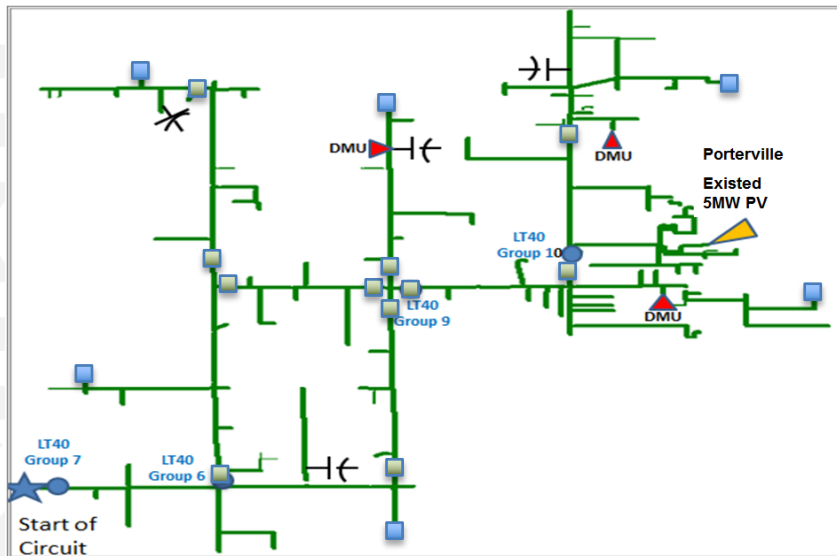 DMU
DMU
Porterville
Existed
5MW PV
LT40
Group 10
LT40
Group 9
DMU
LT40
Group 7
LT40
Group 6
Start of
Circuit